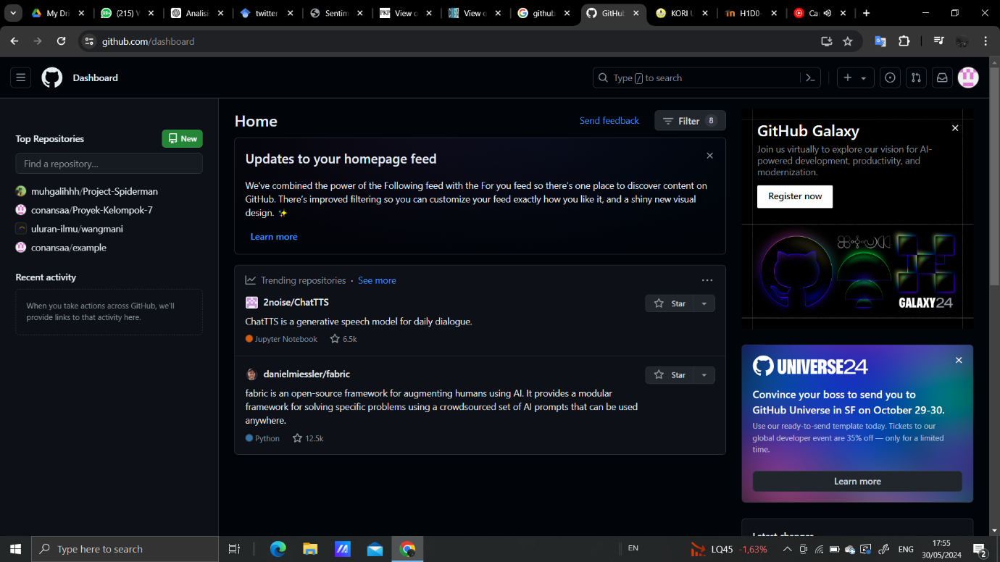 My Dri
(215) W
Analisi
twitter
Sentim
View o
View o
github
GitHub
KORI U
H1D0-
Ca
github.com/dashboard
Dashboard
Type / to search
Home
Send feedback
Filter 8
Top Repositories
New
Find a repository...
muhgalihhh/Project-Spiderman
conansaa/Proyek-Kelompok-7
uluran-ilmu/wangmani
conansaa/example
Recent activity
When you take actions across GitHub, we'll
provide links to that activity here.
Updates to your homepage feed
We've combined the power of the Following feed with the For you feed so there's one place to discover content on
GitHub. There's improved filtering so you can customize your feed exactly how you like it, and a shiny new visual
design. ✨
Learn more
Trending repositories · See more
2noise/ChatTTS
Star
ChatTTS is a generative speech model for daily dialogue.
Jupyter Notebook 6.5k
danielmiessler/fabric
Star
fabric is an open-source framework for augmenting humans using AI. It provides a modular
framework for solving specific problems using a crowdsourced set of AI prompts that can be used
anywhere.
Python 12.5k
GitHub Galaxy
Join us virtually to explore our vision for AI-
powered development, productivity, and
modernization.
Register now
GALAXY24
UNIVERSE24
Convince your boss to send you to
GitHub Universe in SF on October 29-30.
Use our ready-to-send template today. Tickets to our
global developer event are 35% off — only for a limited
time.
Learn more
Latest changes
Type here to search
EN
LQ45 -1,63%
ENG
17:55
30/05/2024
2